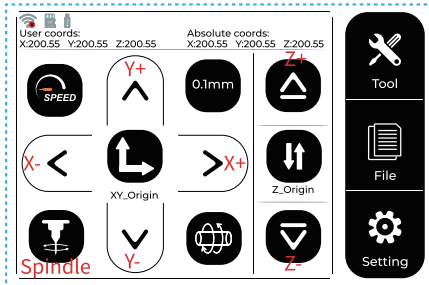 User coords: Absolute coords:
X:200.55 Y:200.55 Z:200.55 X:200.55 Y:200.55 Z:200.55
Y+ Z+
SPEED 0.1mm
Tool
X- X+
XY_Origin Z_Origin
File
Spindle Y- Z-
Setting